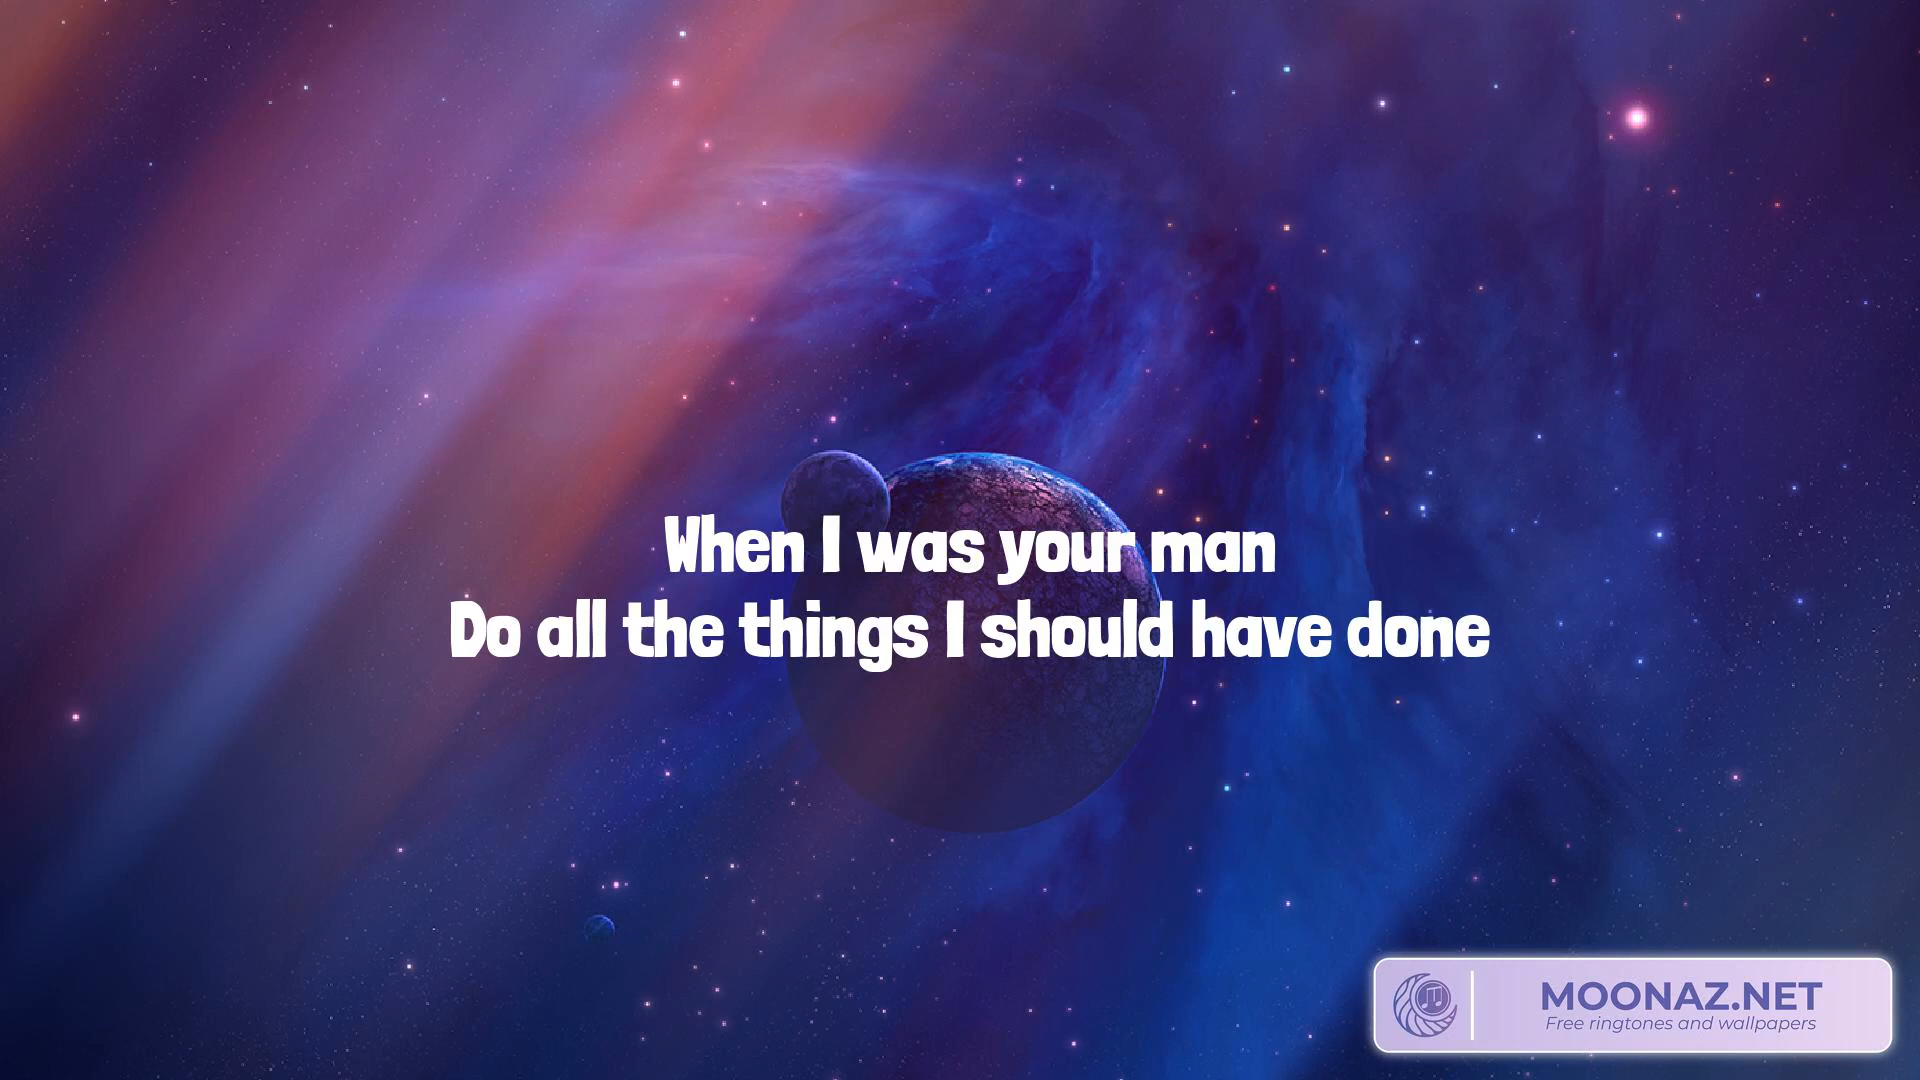 When I was your man
Do all the things I should have done
MOONAZ.NET
Free ringtones and wallpapers